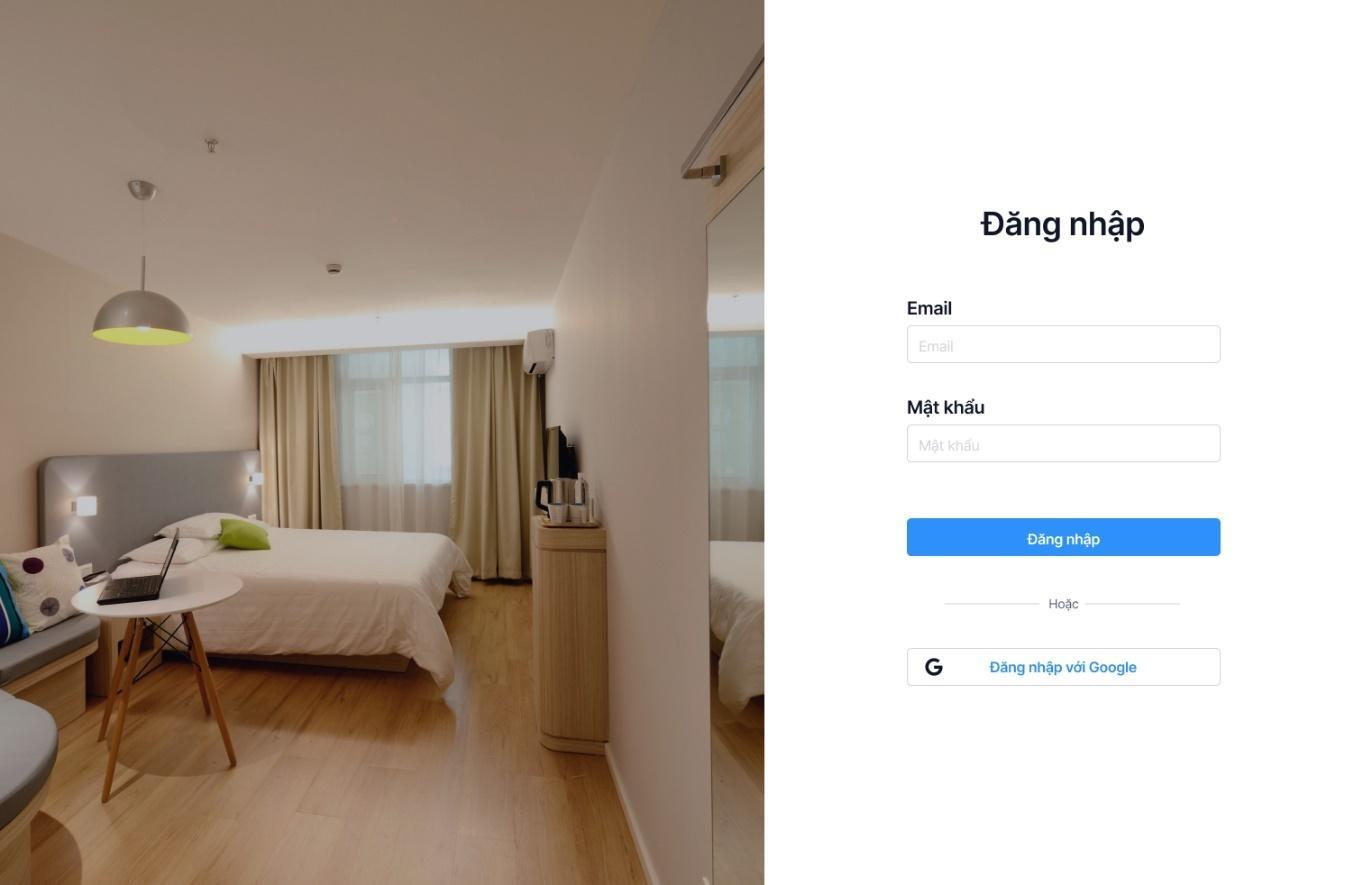 Đăng nhập
Email
Email
Mật khẩu
Mật khẩu
Đăng nhập
Hoặc
G Đăng nhập với Google